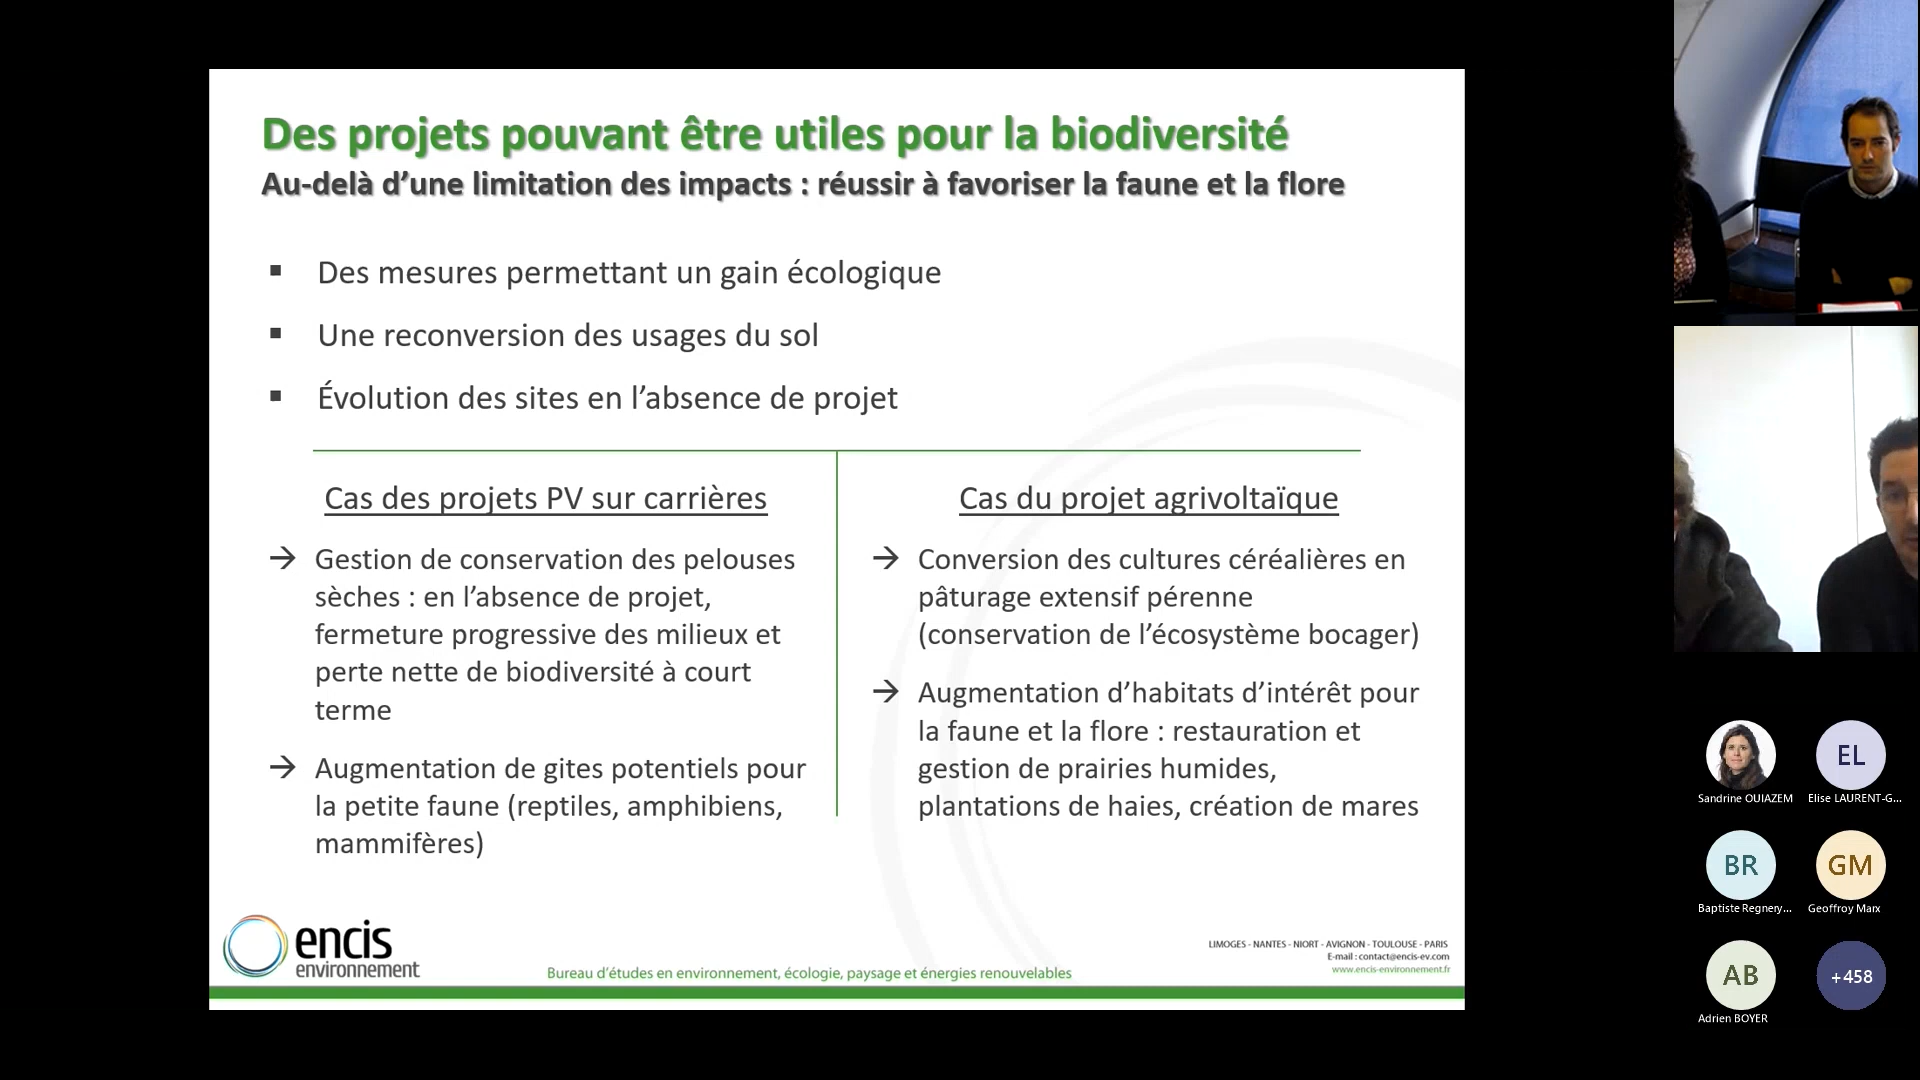 Des projets pouvant être utiles pour la biodiversité
Au-delà d’une limitation des impacts : réussir à favoriser la faune et la flore
▪ Des mesures permettant un gain écologique
▪ Une reconversion des usages du sol
▪ Évolution des sites en l’absence de projet
Cas des projets PV sur carrières
→ Gestion de conservation des pelouses
sèches : en l’absence de projet,
fermeture progressive des milieux et
perte nette de biodiversité à court
terme
→ Augmentation de gites potentiels pour
la petite faune (reptiles, amphibiens,
mammifères)
Cas du projet agrivoltaïque
→ Conversion des cultures céréalières en
pâturage extensif pérenne
(conservation de l’écosystème bocager)
→ Augmentation d’habitats d’intérêt pour
la faune et la flore : restauration et
gestion de prairies humides,
plantations de haies, création de mares
encis
environnement
Bureau d’études en environnement, écologie, paysage et énergies renouvelables
LIMOGES - NANTES - NIORT - AVIGNON - TOULOUSE - PARIS
E-mail : contact@encis-ev.com
www.encis-environnement.fr
Sandrine OUIAZEM
EL
Elise LAURENT-G...
BR
Baptiste Regnery...
GM
Geoffroy Marx
AB
Adrien BOYER
+458